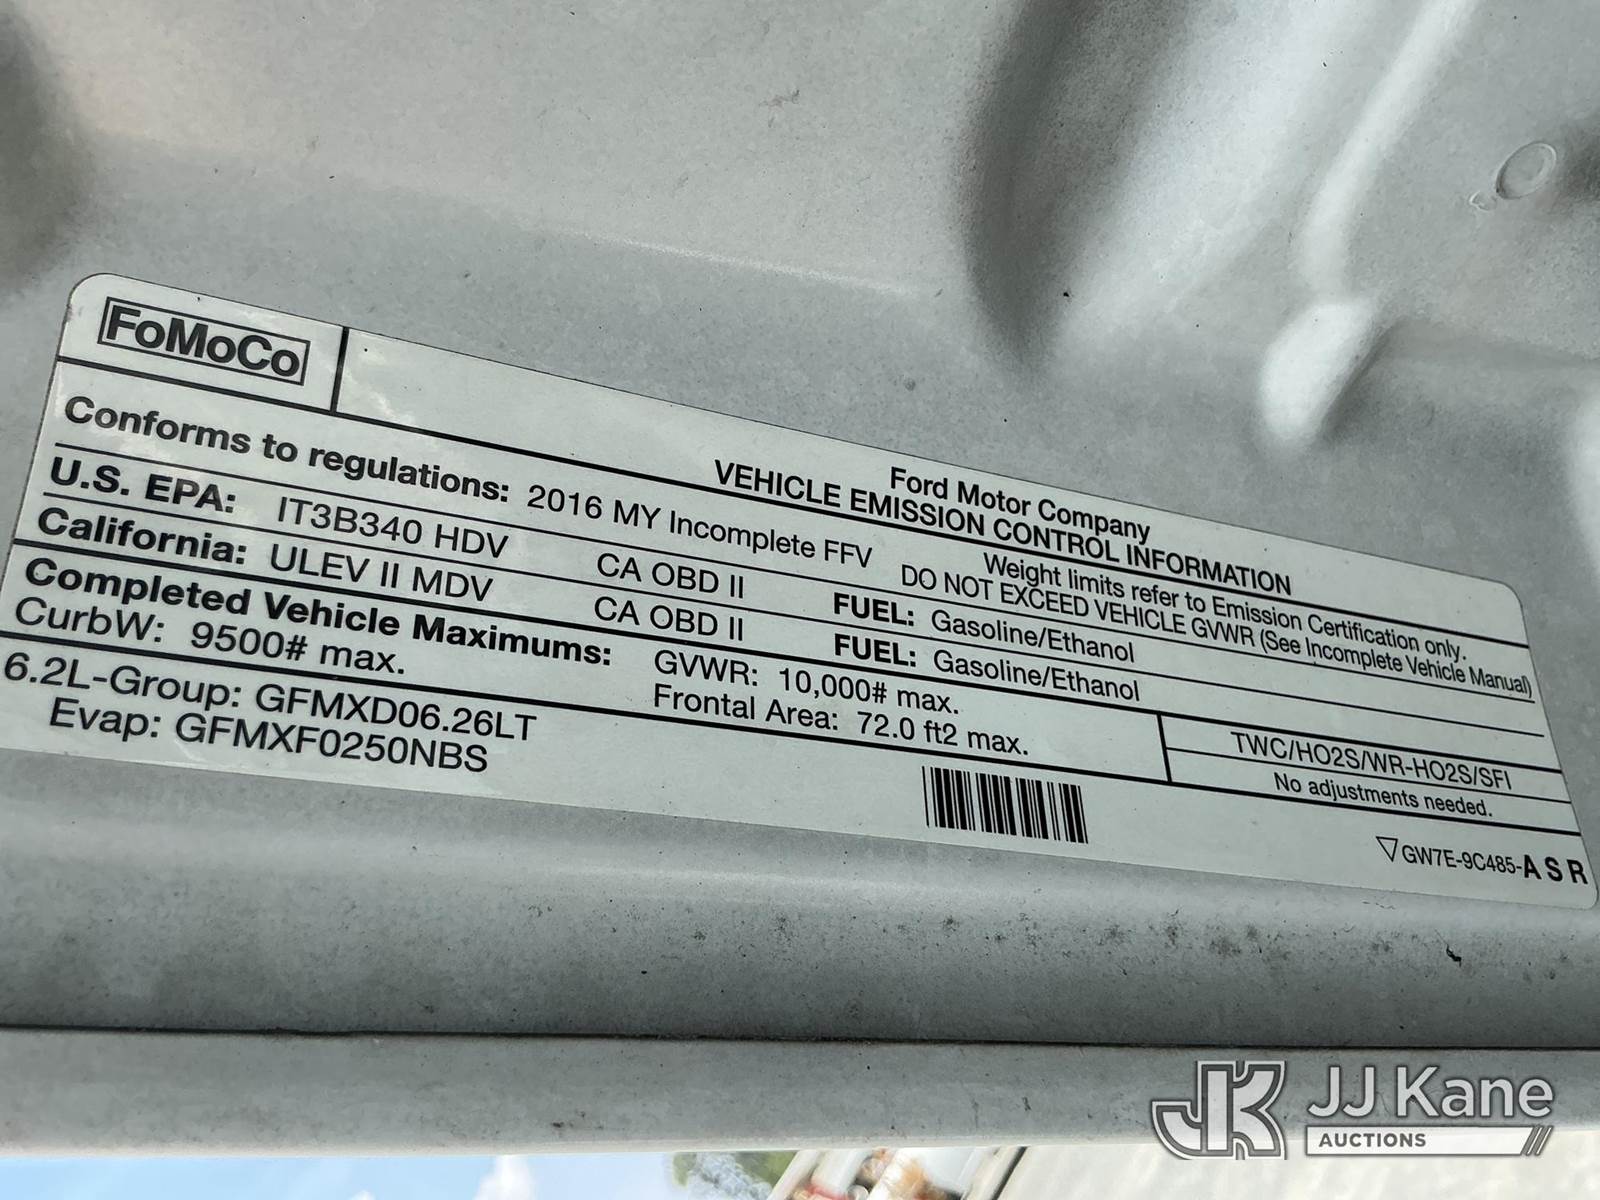 FoMoCo
Ford Motor Company
VEHICLE EMISSION CONTROL INFORMATION
Conforms to regulations: 2016 MY Incomplete FFV
Weight limits refer to Emission Certification only.
DO NOT EXCEED VEHICLE GVWR (See Incomplete Vehicle Manual)
U.S. EPA: IT3B340 HDV CA OBD II FUEL: Gasoline/Ethanol
California: ULEV II MDV CA OBD II FUEL: Gasoline/Ethanol
Completed Vehicle Maximums: GVWR: 10,000# max.
CurbW: 9500# max. Frontal Area: 72.0 ft2 max.
TWC/HO2S/WR-HO2S/SFI
No adjustments needed.
6.2L-Group: GFMXD06.26LT
Evap: GFMXF0250NBS
GW7E-9C485-A S R
JK JJ Kane
AUCTIONS